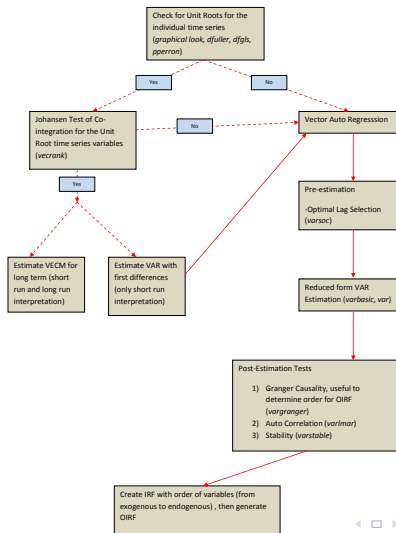 Check for Unit Roots for the
individual time series
(graphical look, dfuller, dfgls,
pperron)
Yes
No
Johansen Test of Co-
integration for the Unit
Root time series variables
(vecrank)
No
Vector Auto Regresssion
Yes
Pre-estimation
-Optimal Lag Selection
(varsoc)
Estimate VECM for
long term (short
run and long run
interpretation)
Estimate VAR with
first differences
(only short run
interpretation)
Reduced form VAR
Estimation (varbasic, var)
Post-Estimation Tests
1) Granger Causality, useful to
determine order for OIRF
(vargranger)
2) Auto Correlation (varlmar)
3) Stability (varstable)
Create IRF with order of variables (from
exogenous to endogenous) , then generate
OIRF